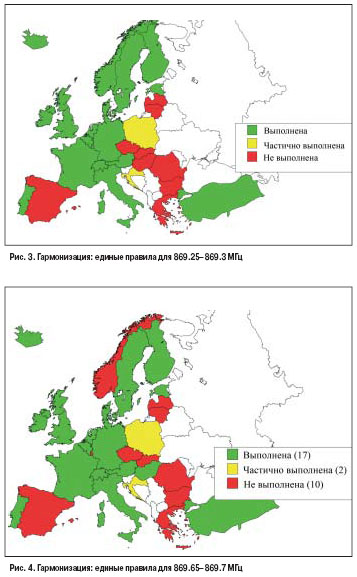 Выполнена
Частично выполнена
Не выполнена
Рис. 3. Гармонизация: единые правила для 869.25– 869.3 МГц
Выполнена (17)
Частично выполнена (2)
Не выполнена (10)
Рис. 4. Гармонизация: единые правила для 869.65– 869.7 МГц